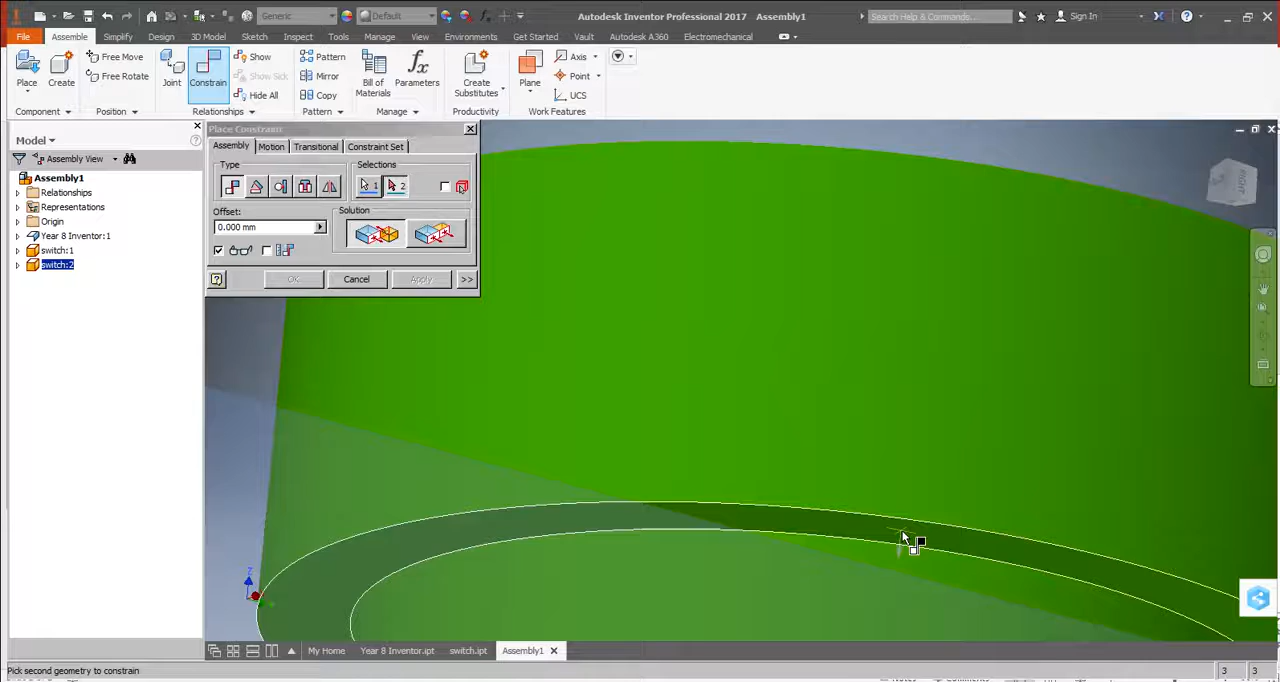 Generic
Default
Autodesk Inventor Professional 2017 Assembly1
Search Help & Commands...
Sign In
File Assemble Simplify Design 3D Model Sketch Inspect Tools Manage View Environments Get Started Vault Autodesk A360 Electromechanical
Place
Create
Free Move
Free Rotate
Joint
Constrain
Show
Show Sick
Hide All
Pattern
Mirror
Copy
Bill of Materials
Parameters
Create Substitutes
Plane
Axis
Point
UCS
Component Position Relationships Pattern Manage Productivity Work Features
Model
Assembly View
Assembly1
Relationships
Representations
Origin
Year 8 Inventor:1
switch:1
switch:2
Place Constraint
Assembly Motion Transitional Constraint Set
Type
Selections
1
2
Offset:
0.000 mm
Solution
OK
Cancel
Apply
>>
RIGHT
Z
My Home Year 8 Inventor.ipt switch.ipt Assembly1
Pick second geometry to constrain
3 3